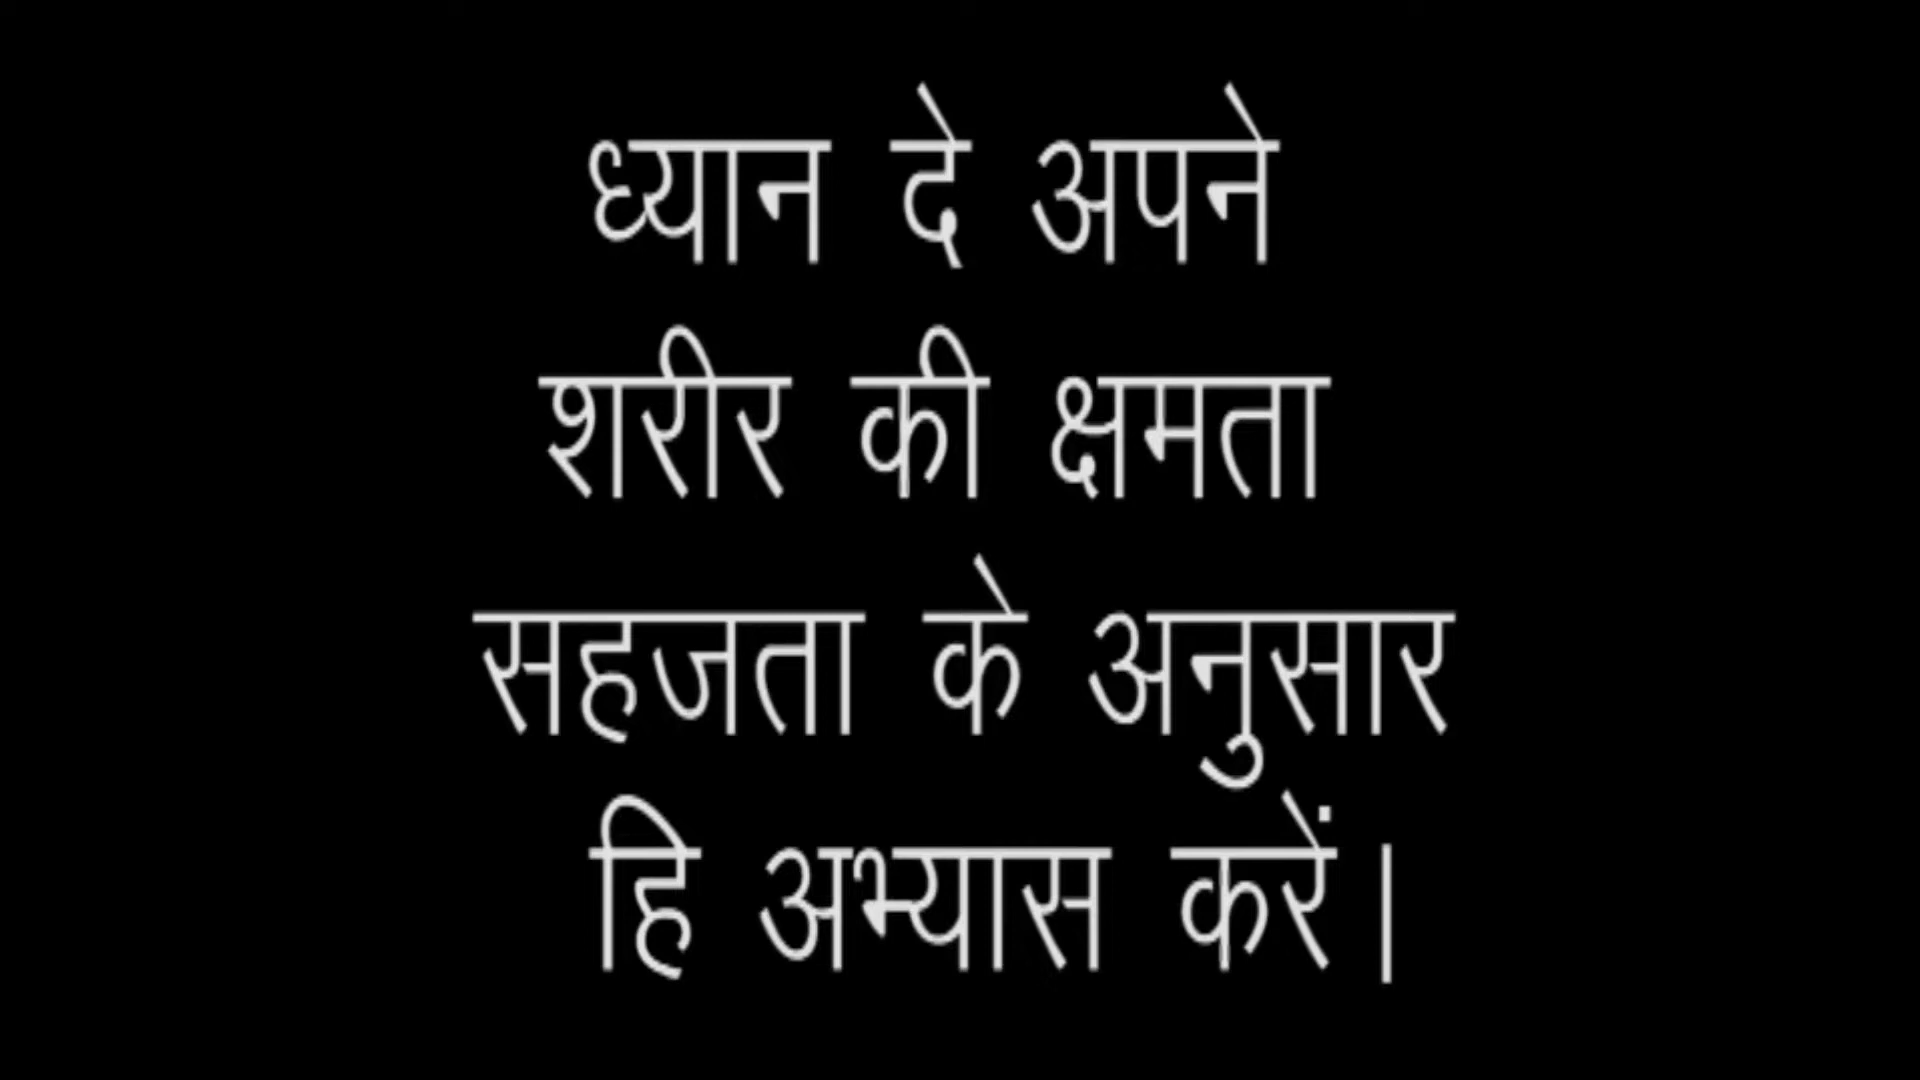 ध्यान दे अपने
शरीर की क्षमता
सहजता के अनुसार
हि अभ्यास करें।